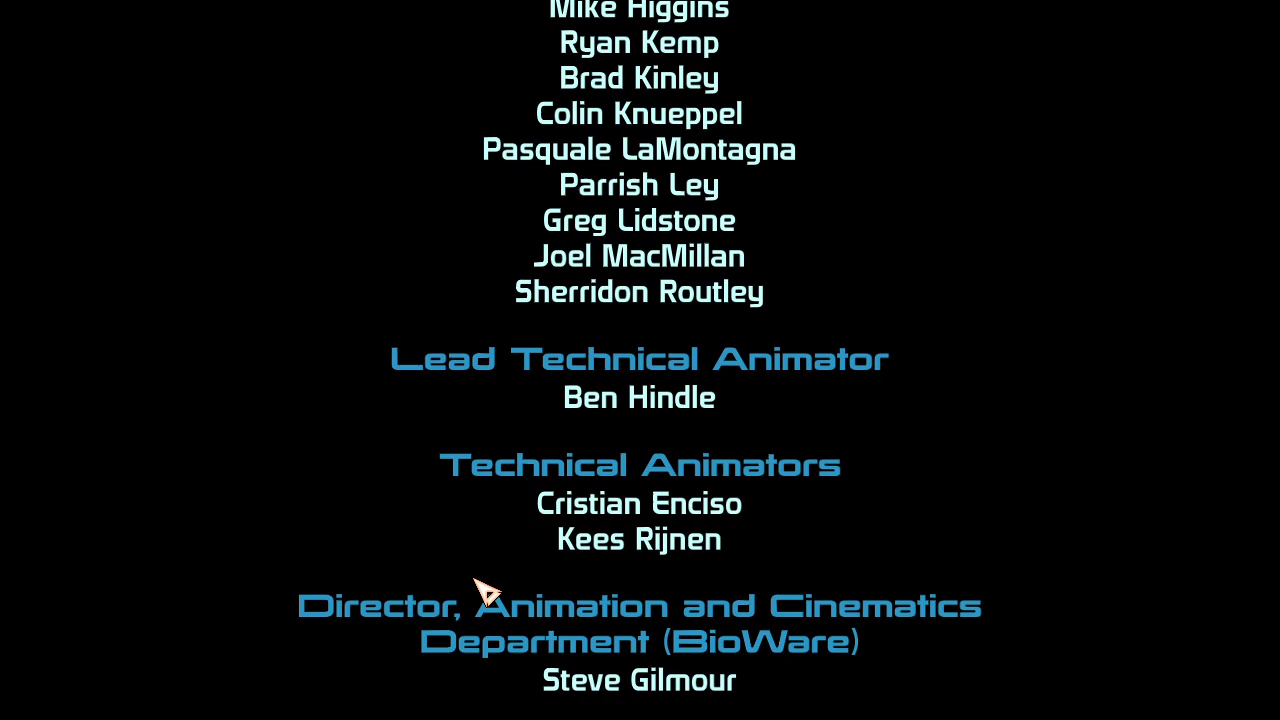 Mike Higgins
Ryan Kemp
Brad Kinley
Colin Knueppel
Pasquale LaMontagna
Parrish Ley
Greg Lidstone
Joel MacMillan
Sherridon Routley
Lead Technical Animator
Ben Hindle
Technical Animators
Cristian Enciso
Kees Rijnen
Director, Animation and Cinematics
Department (BioWare)
Steve Gilmour